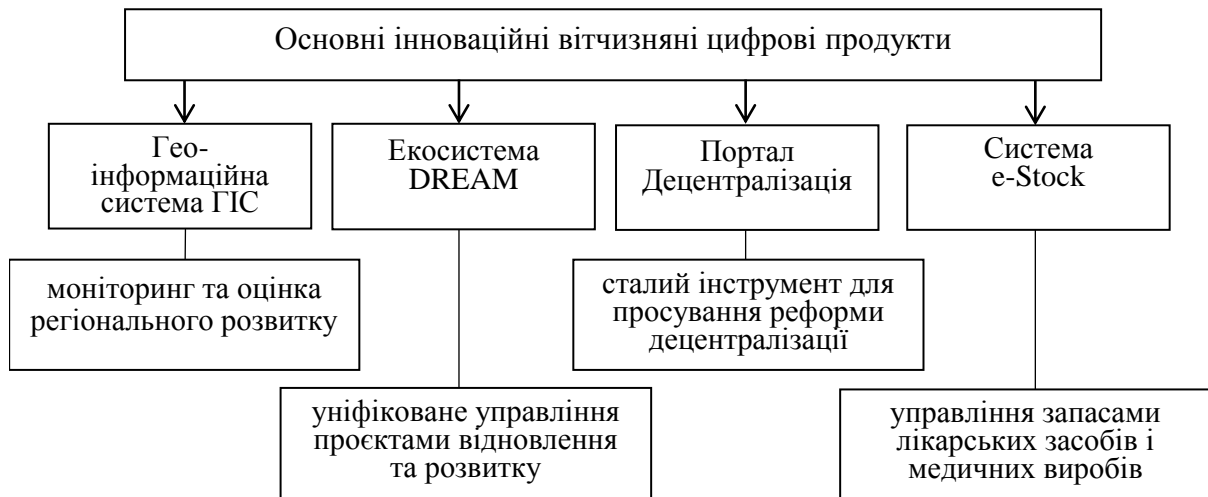 Основні інноваційні вітчизняні цифрові продукти
Гео-
інформаційна
система ГІС
Екосистема
DREAM
Портал
Децентралізація
Система
e-Stock
моніторинг та оцінка
регіонального розвитку
сталий інструмент для
просування реформи
децентралізації
уніфіковане управління
проєктами відновлення
та розвитку
управління запасами
лікарських засобів і
медичних виробів